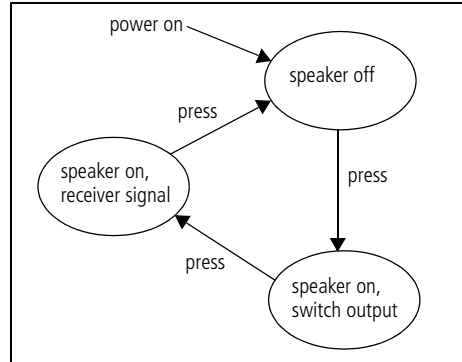 power on
speaker off
press
speaker on,
receiver signal
press
press
speaker on,
switch output